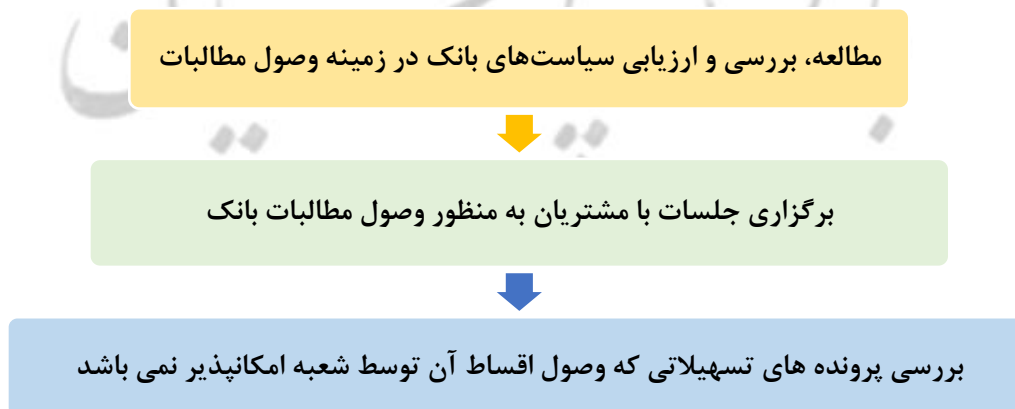 مطالعه، بررسی و ارزیابی سیاست‌های بانک در زمینه وصول مطالبات
برگزاری جلسات با مشتریان به منظور وصول مطالبات بانک
بررسی پرونده های تسهیلاتی که وصول اقساط آن توسط شعبه امکانپذیر نمی باشد